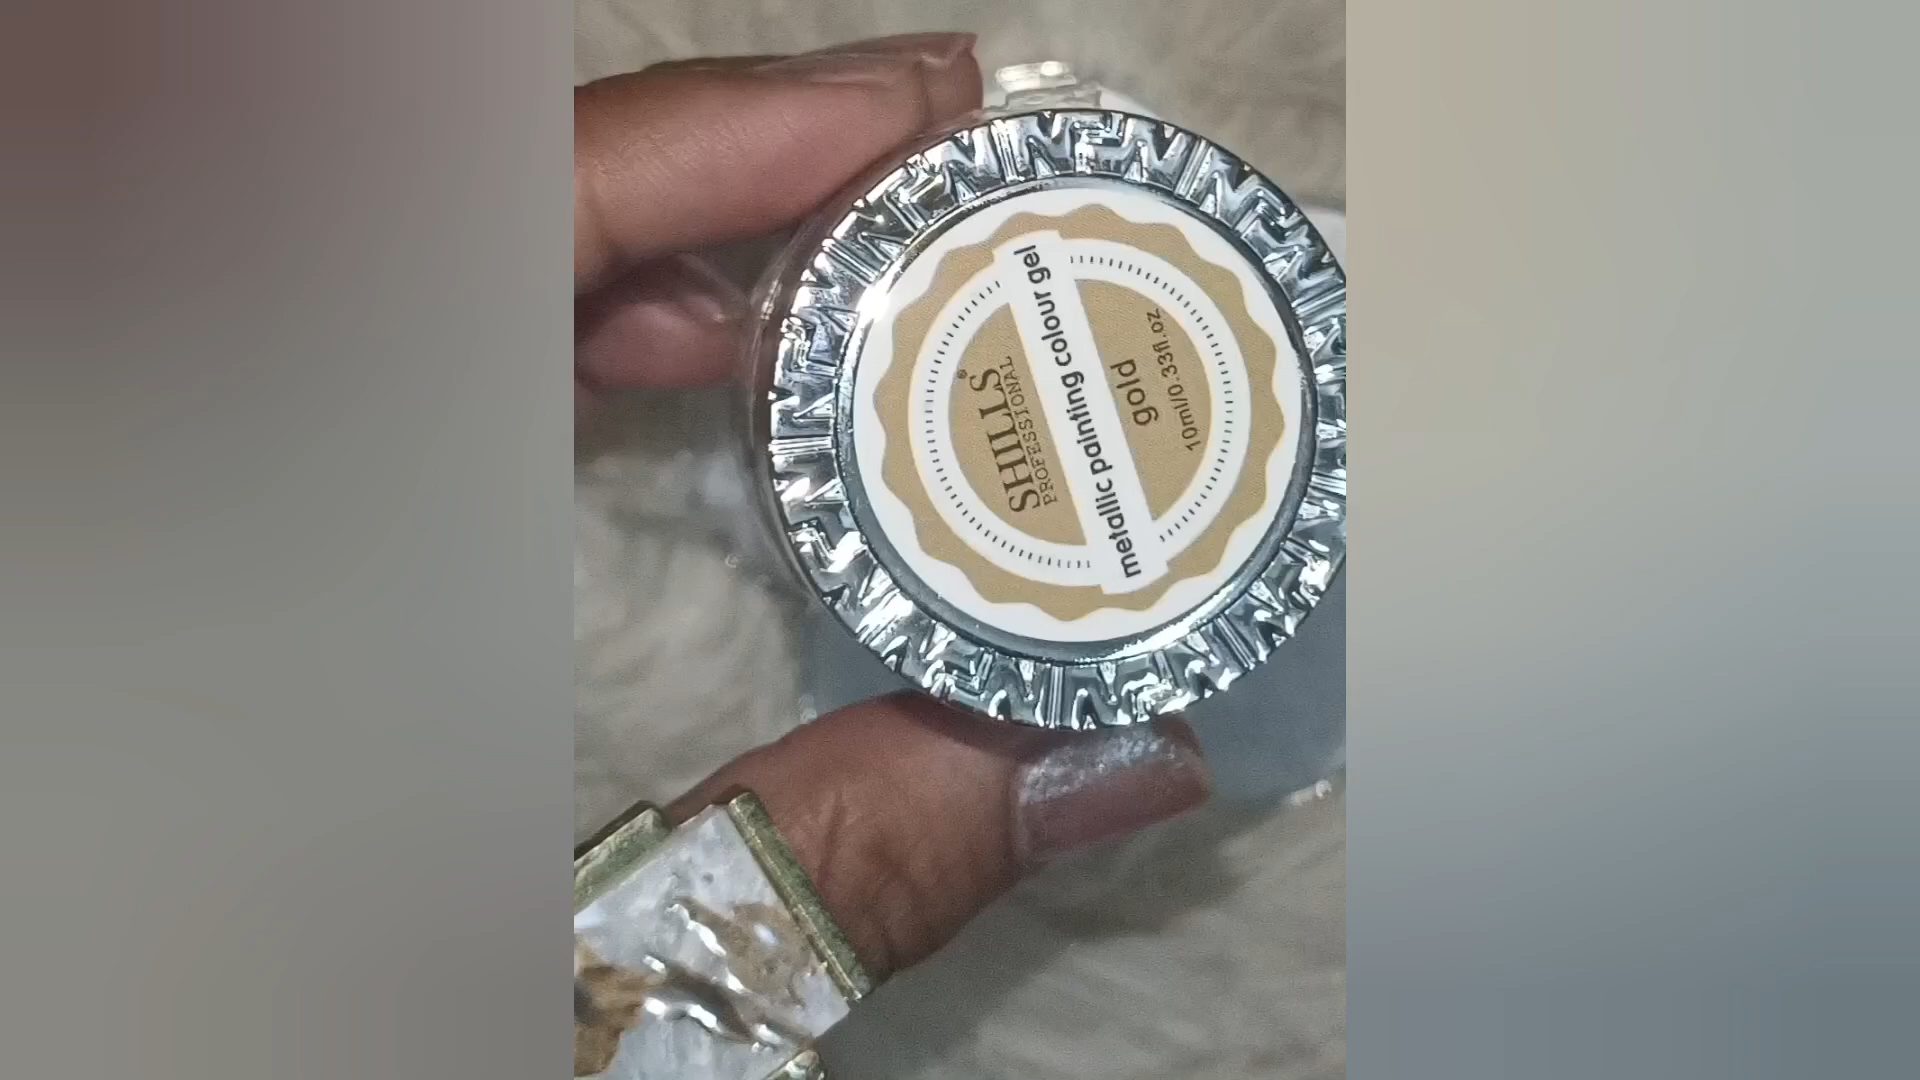 SHILLS®
PROFESSIONAL
metallic painting colour gel
gold
10ml/0.33fl.oz